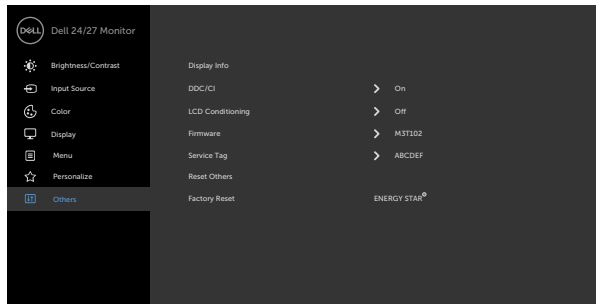 DELL Dell 24/27 Monitor
Brightness/Contrast Display Info
Input Source DDC/CI > On
Color LCD Conditioning > Off
Display Firmware > M3T102
Menu Service Tag > ABCDEF
Personalize Reset Others
Others Factory Reset ENERGY STAR®